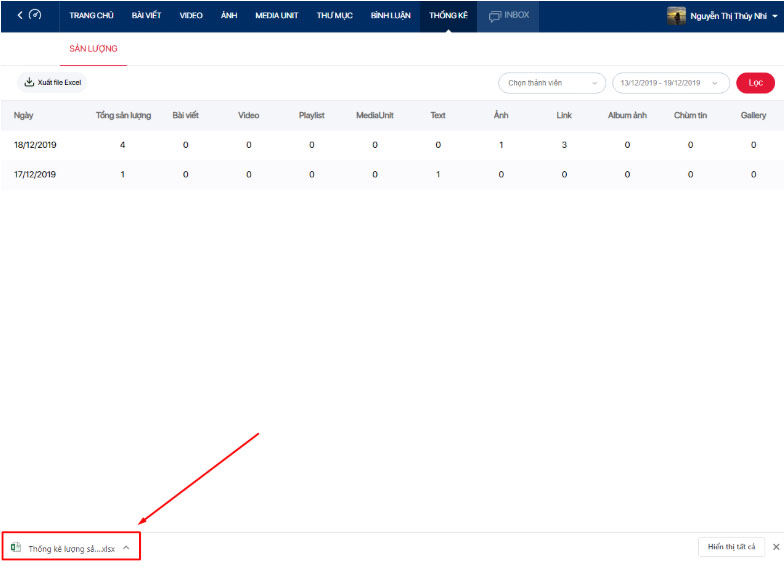 TRANG CHỦ BÀI VIẾT VIDEO ẢNH MEDIA UNIT THƯ MỤC BÌNH LUẬN THỐNG KÊ INBOX Nguyễn Thị Thúy Nhi
SẢN LƯỢNG
Xuất file Excel Chọn thành viên 13/12/2019 - 19/12/2019 Lọc
Ngày Tổng sản lượng Bài viết Video Playlist MediaUnit Text Ảnh Link Album ảnh Chùm tin Gallery
18/12/2019 4 0 0 0 0 0 1 3 0 0 0
17/12/2019 1 0 0 0 0 1 0 0 0 0 0
Thống kê lượng sả....xlsx Hiển thị tất cả